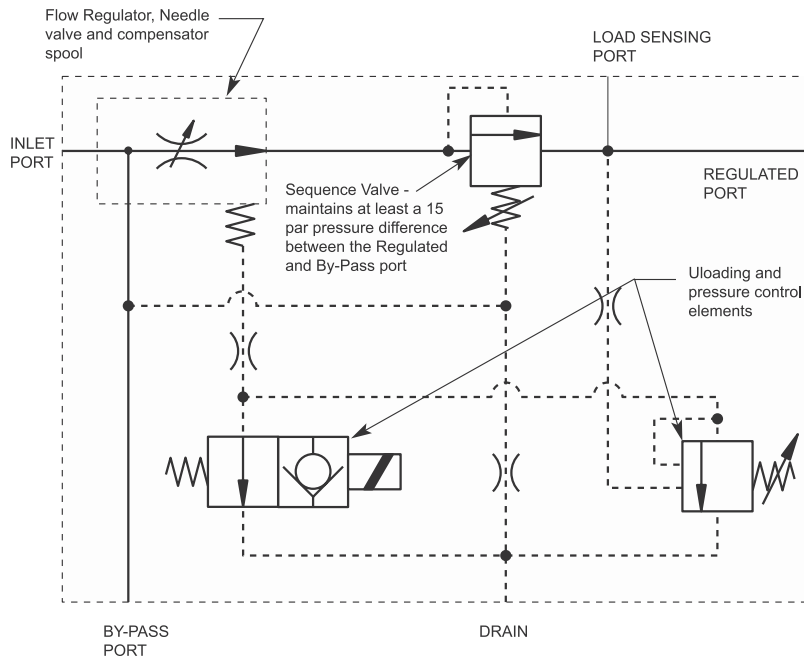 Flow Regulator, Needle
valve and compensator
spool
LOAD SENSING
PORT
INLET
PORT
REGULATED
PORT
Sequence Valve -
maintains at least a 15
par pressure difference
between the Regulated
and By-Pass port
Uloading and
pressure control
elements
BY-PASS
PORT
DRAIN